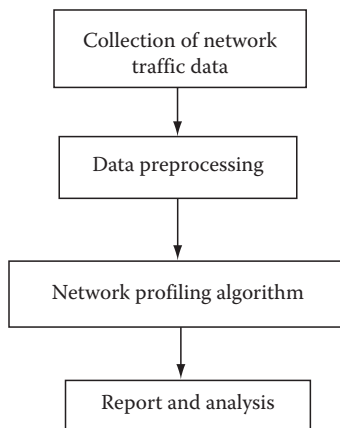 Collection of network
traffic data
Data preprocessing
Network profiling algorithm
Report and analysis